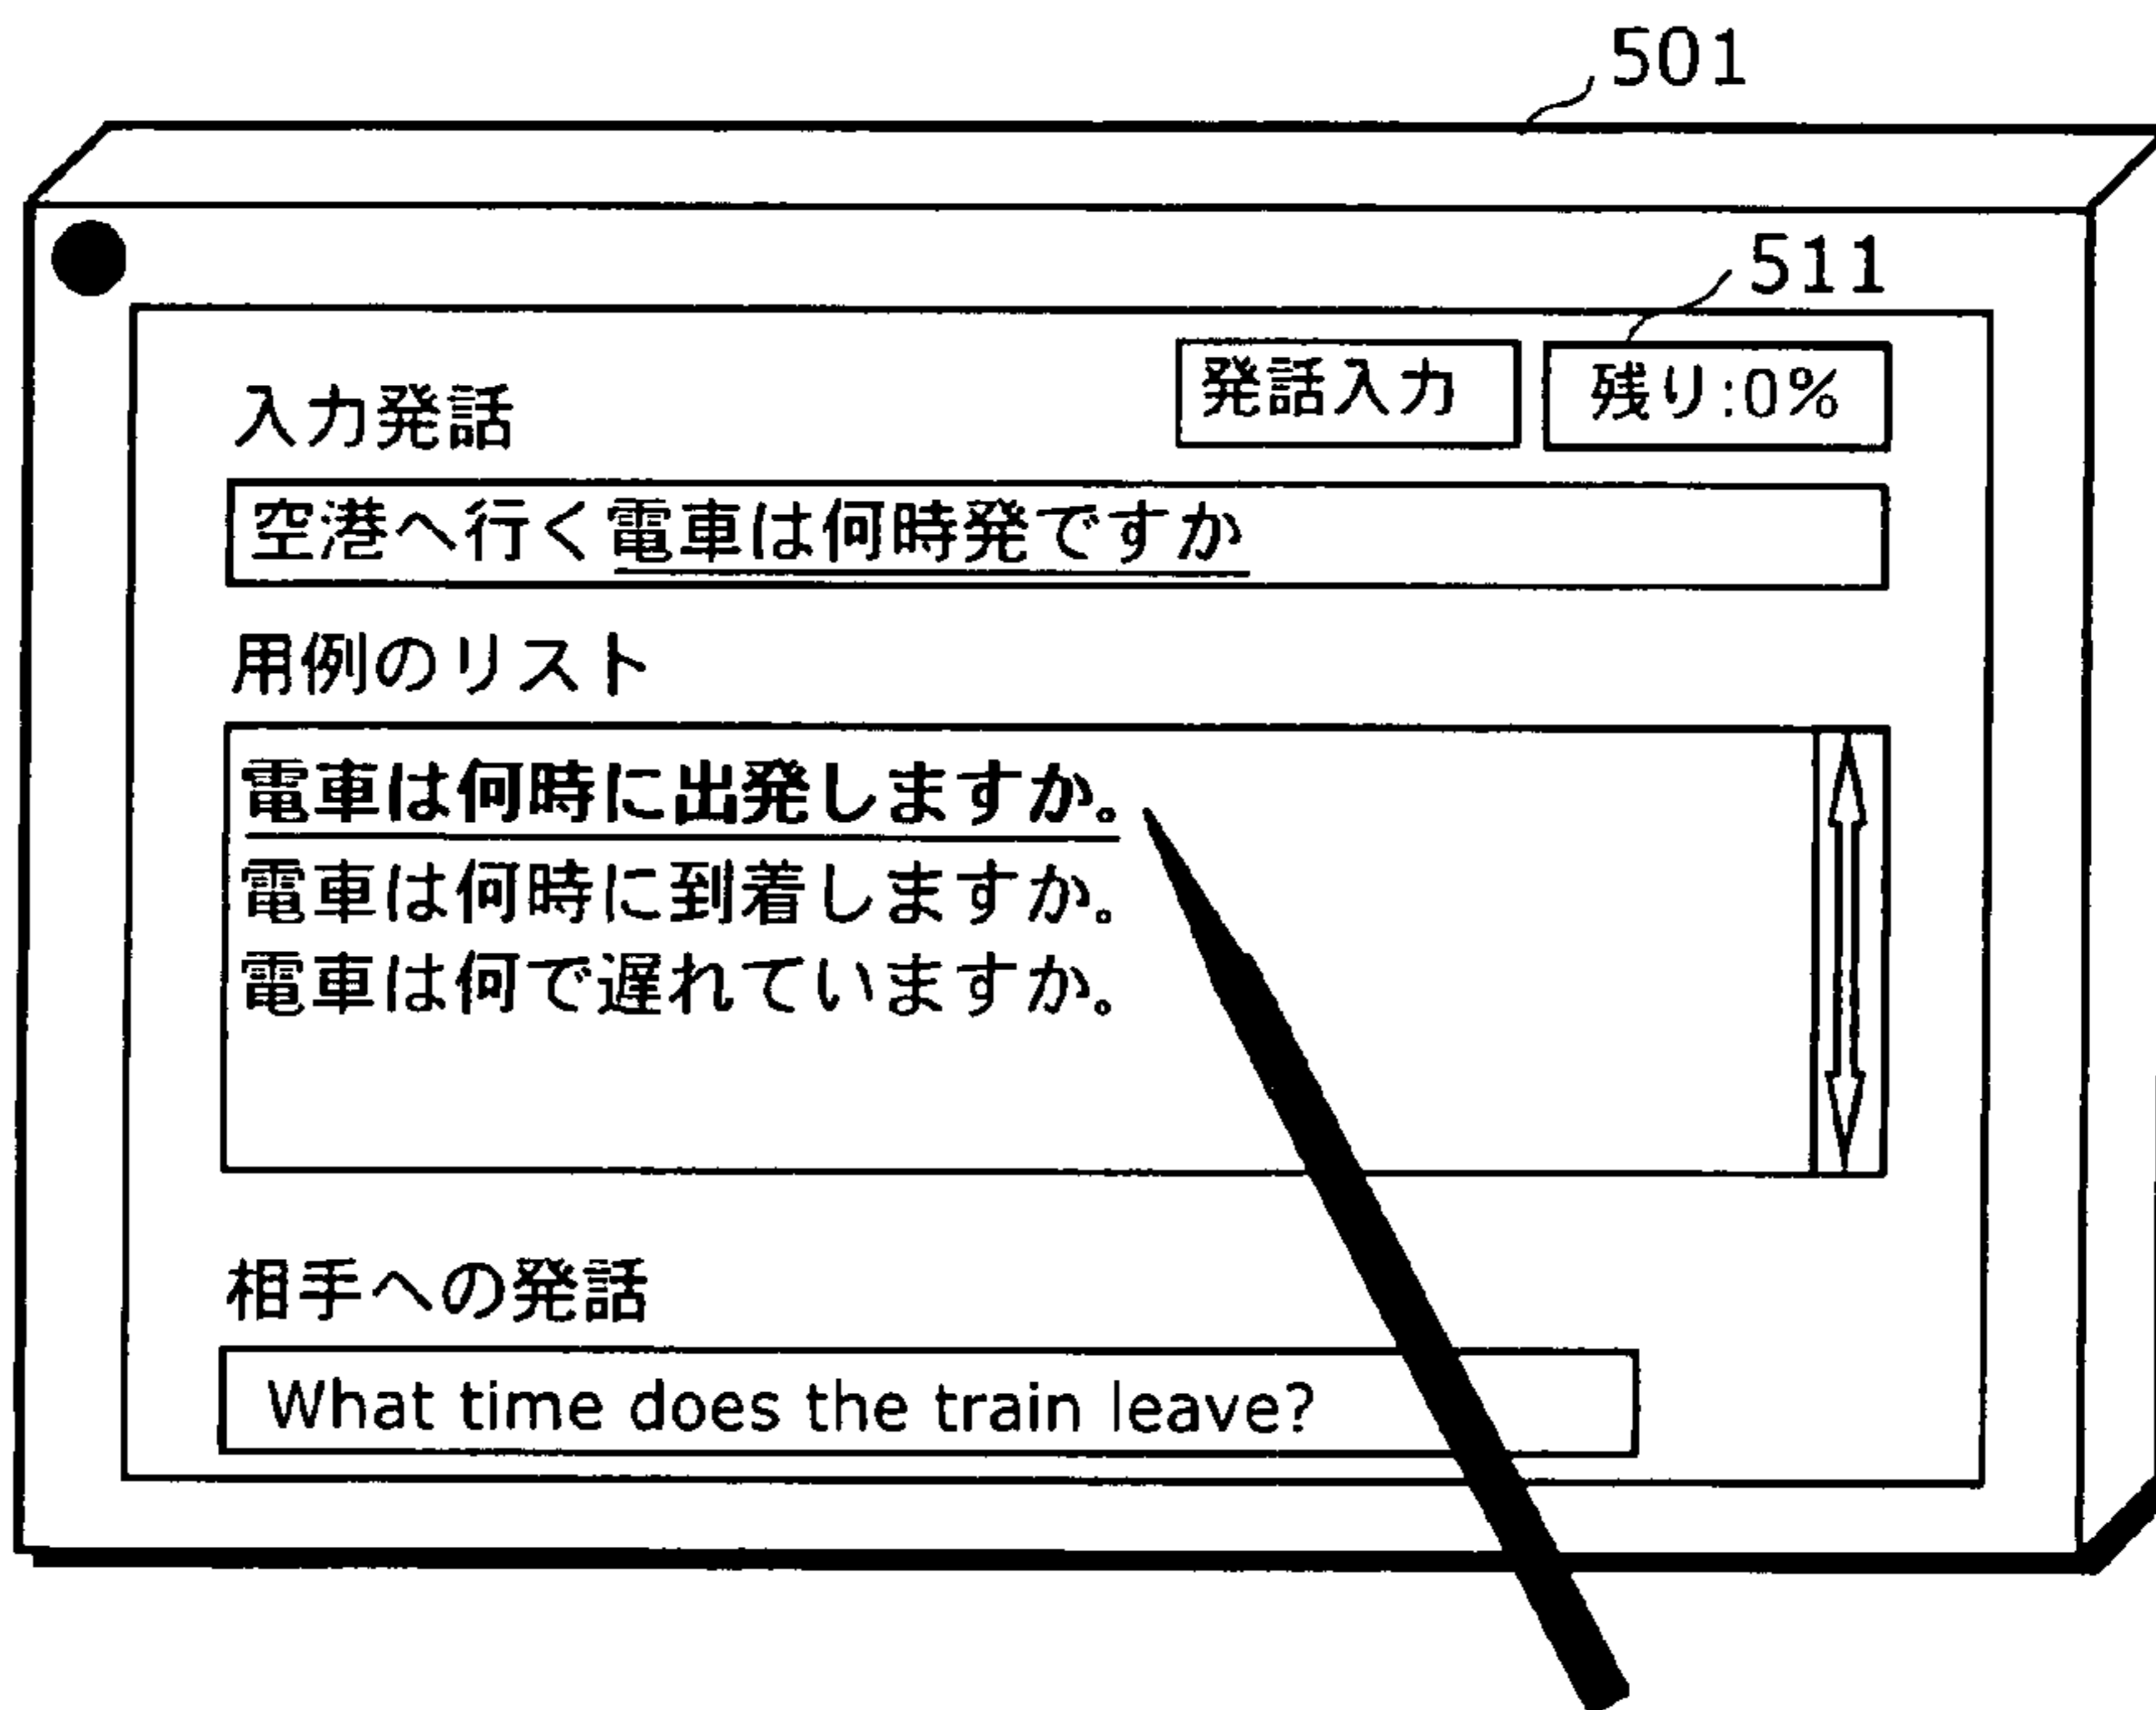 501
511
発話入力
残り:0%
入力発話
空港へ行く電車は何時発ですか
用例のリスト
電車は何時に出発しますか。
電車は何時に到着しますか。
電車は何で遅れていますか。
相手への発話
What time does the train leave?